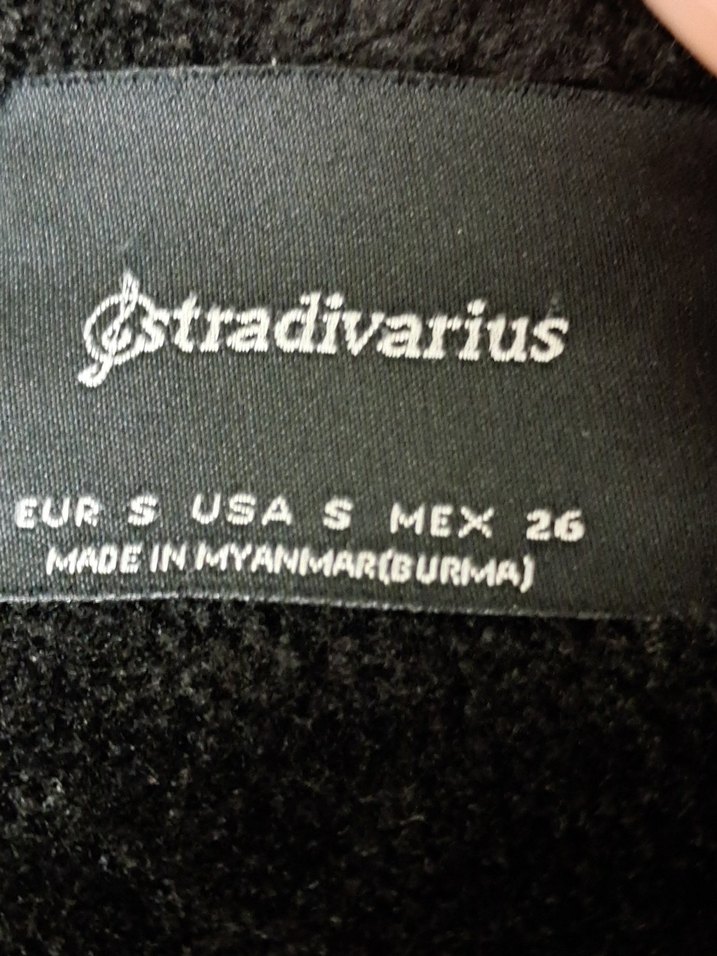 stradivarius
EUR S USA S MEX 26
MADE IN MYANMAR(BURMA)